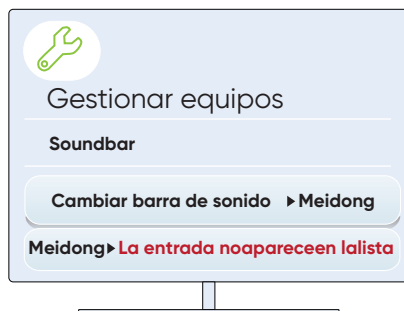 Gestionar equipos
Soundbar
Cambiar barra de sonido ▶ Meidong
Meidong▶ La entrada noapareceen lalista